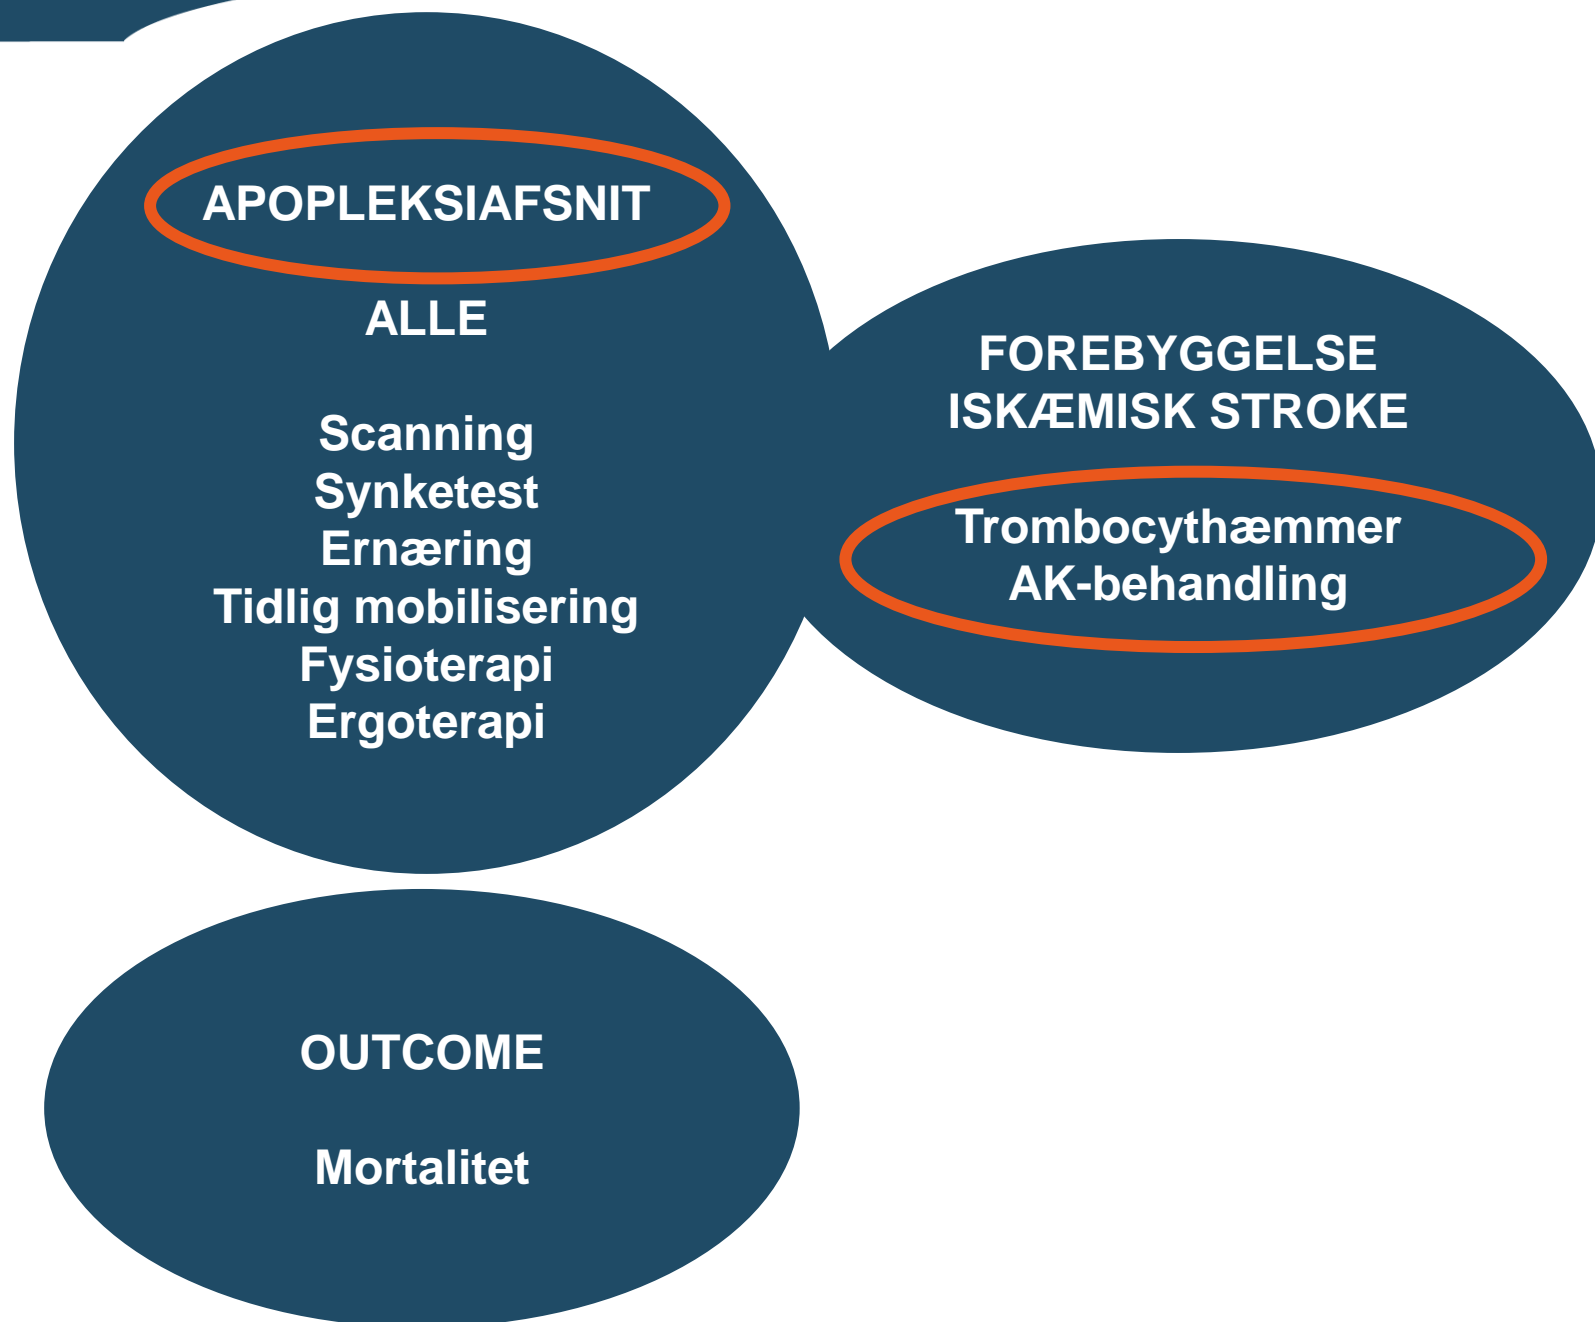 APOPLEKSIAFSNIT
ALLE
Scanning
Synketest
Ernæring
Tidlig mobilisering
Fysioterapi
Ergoterapi
FOREBYGGELSE
ISKÆMISK STROKE
Trombocythæmmer
AK-behandling
OUTCOME
Mortalitet